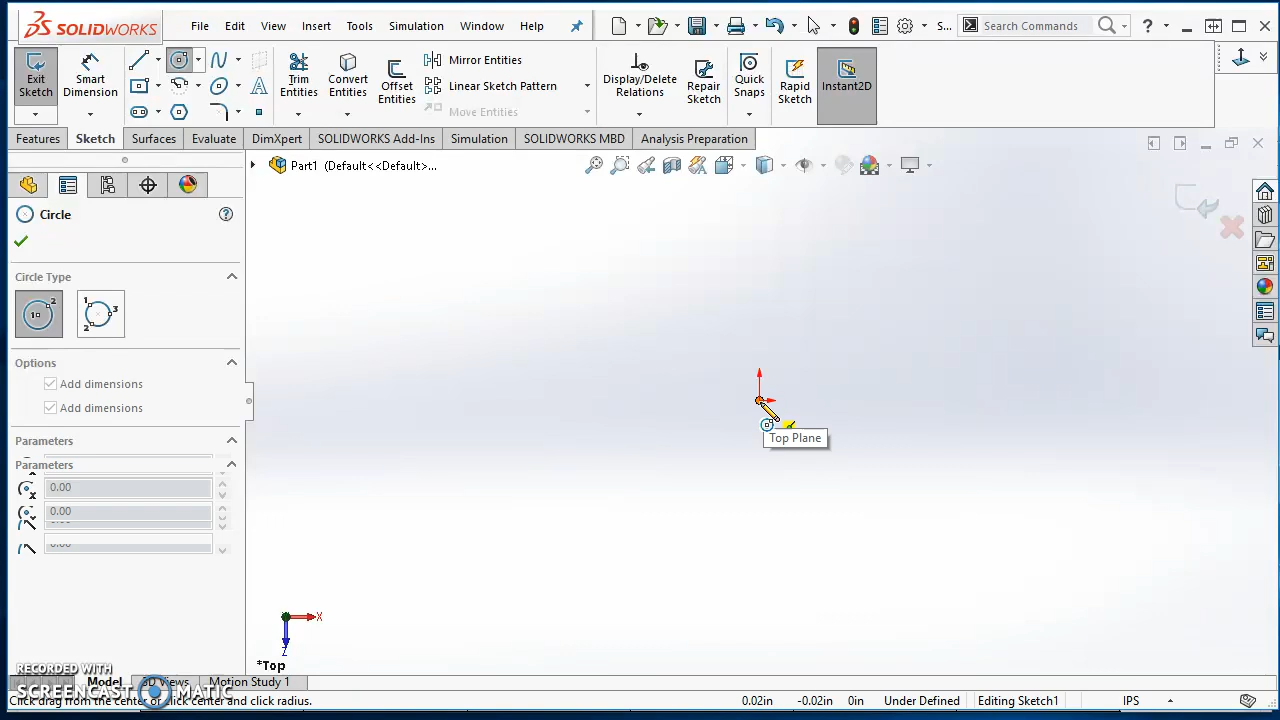 SOLIDWORKS
File Edit View Insert Tools Simulation Window Help
S... Search Commands ?
Exit Sketch
Smart Dimension
Trim Entities
Convert Entities
Offset Entities
Mirror Entities
Linear Sketch Pattern
Move Entities
Display/Delete Relations
Repair Sketch
Quick Snaps
Rapid Sketch
Instant2D
Features Sketch Surfaces Evaluate DimXpert SOLIDWORKS Add-Ins Simulation SOLIDWORKS MBD Analysis Preparation
Part1 (Default<<Default>...
Circle ?
Circle Type
Options
Add dimensions
Add dimensions
Parameters
Parameters
0.00
0.00
0.00
Top Plane
X
Z
*Top
RECORDED WITH
SCREENCAST MATIC
Model 3D Views Motion Study 1
Click drag from the center or click center and click radius.
0.02in -0.02in 0in Under Defined Editing Sketch1 IPS